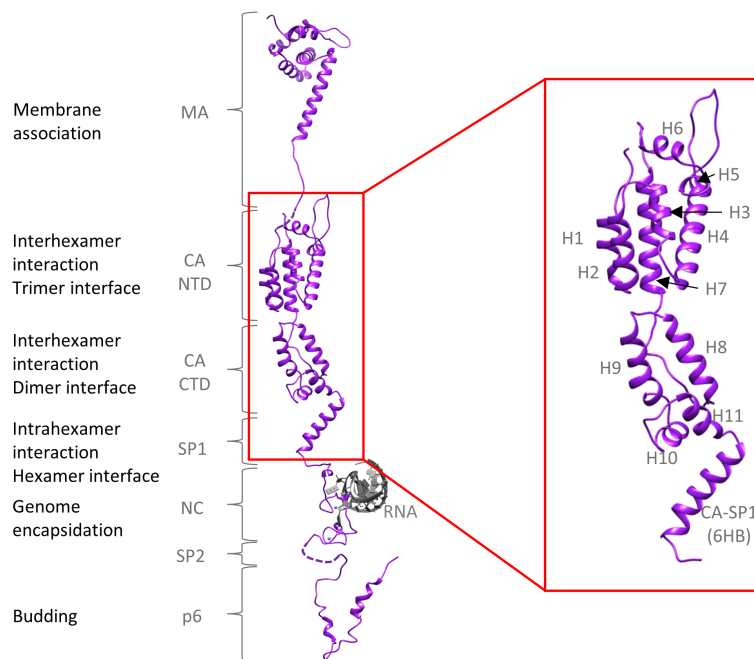 Membrane
association
MA
Interhexamer
interaction
Trimer interface
CA
NTD
Interhexamer
interaction
Dimer interface
CA
CTD
Intrahexamer
interaction
Hexamer interface
SP1
Genome
encapsidation
NC
RNA
SP2
Budding
p6
H6
H5
H3
H1
H4
H2
H7
H8
H9
H11
H10
CA-SP1
(6HB)